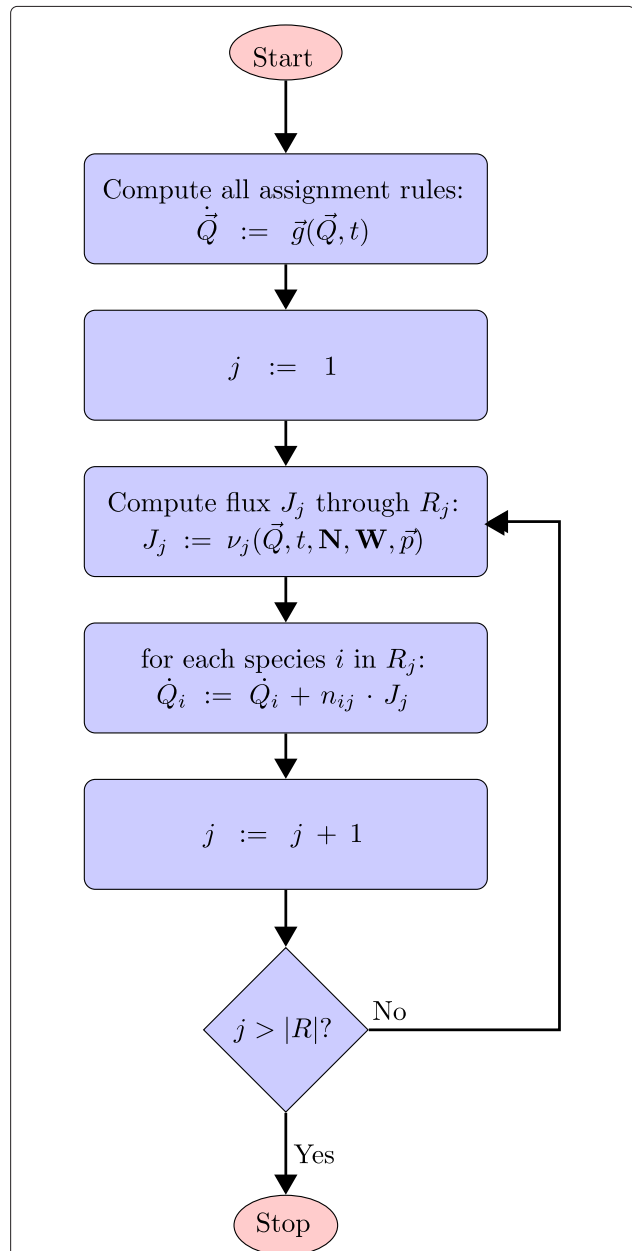 Start
Compute all assignment rules:
$\dot{\vec{Q}} := \vec{g}(\vec{Q}, t)$
$j := 1$
Compute flux $J_j$ through $R_j$:
$J_j := \nu_j(\vec{Q}, t, \mathbf{N}, \mathbf{W}, \vec{p})$
for each species $i$ in $R_j$:
$\dot{Q}_i := \dot{Q}_i + n_{ij} \cdot J_j$
$j := j + 1$
No
$j > |R|?$
Yes
Stop